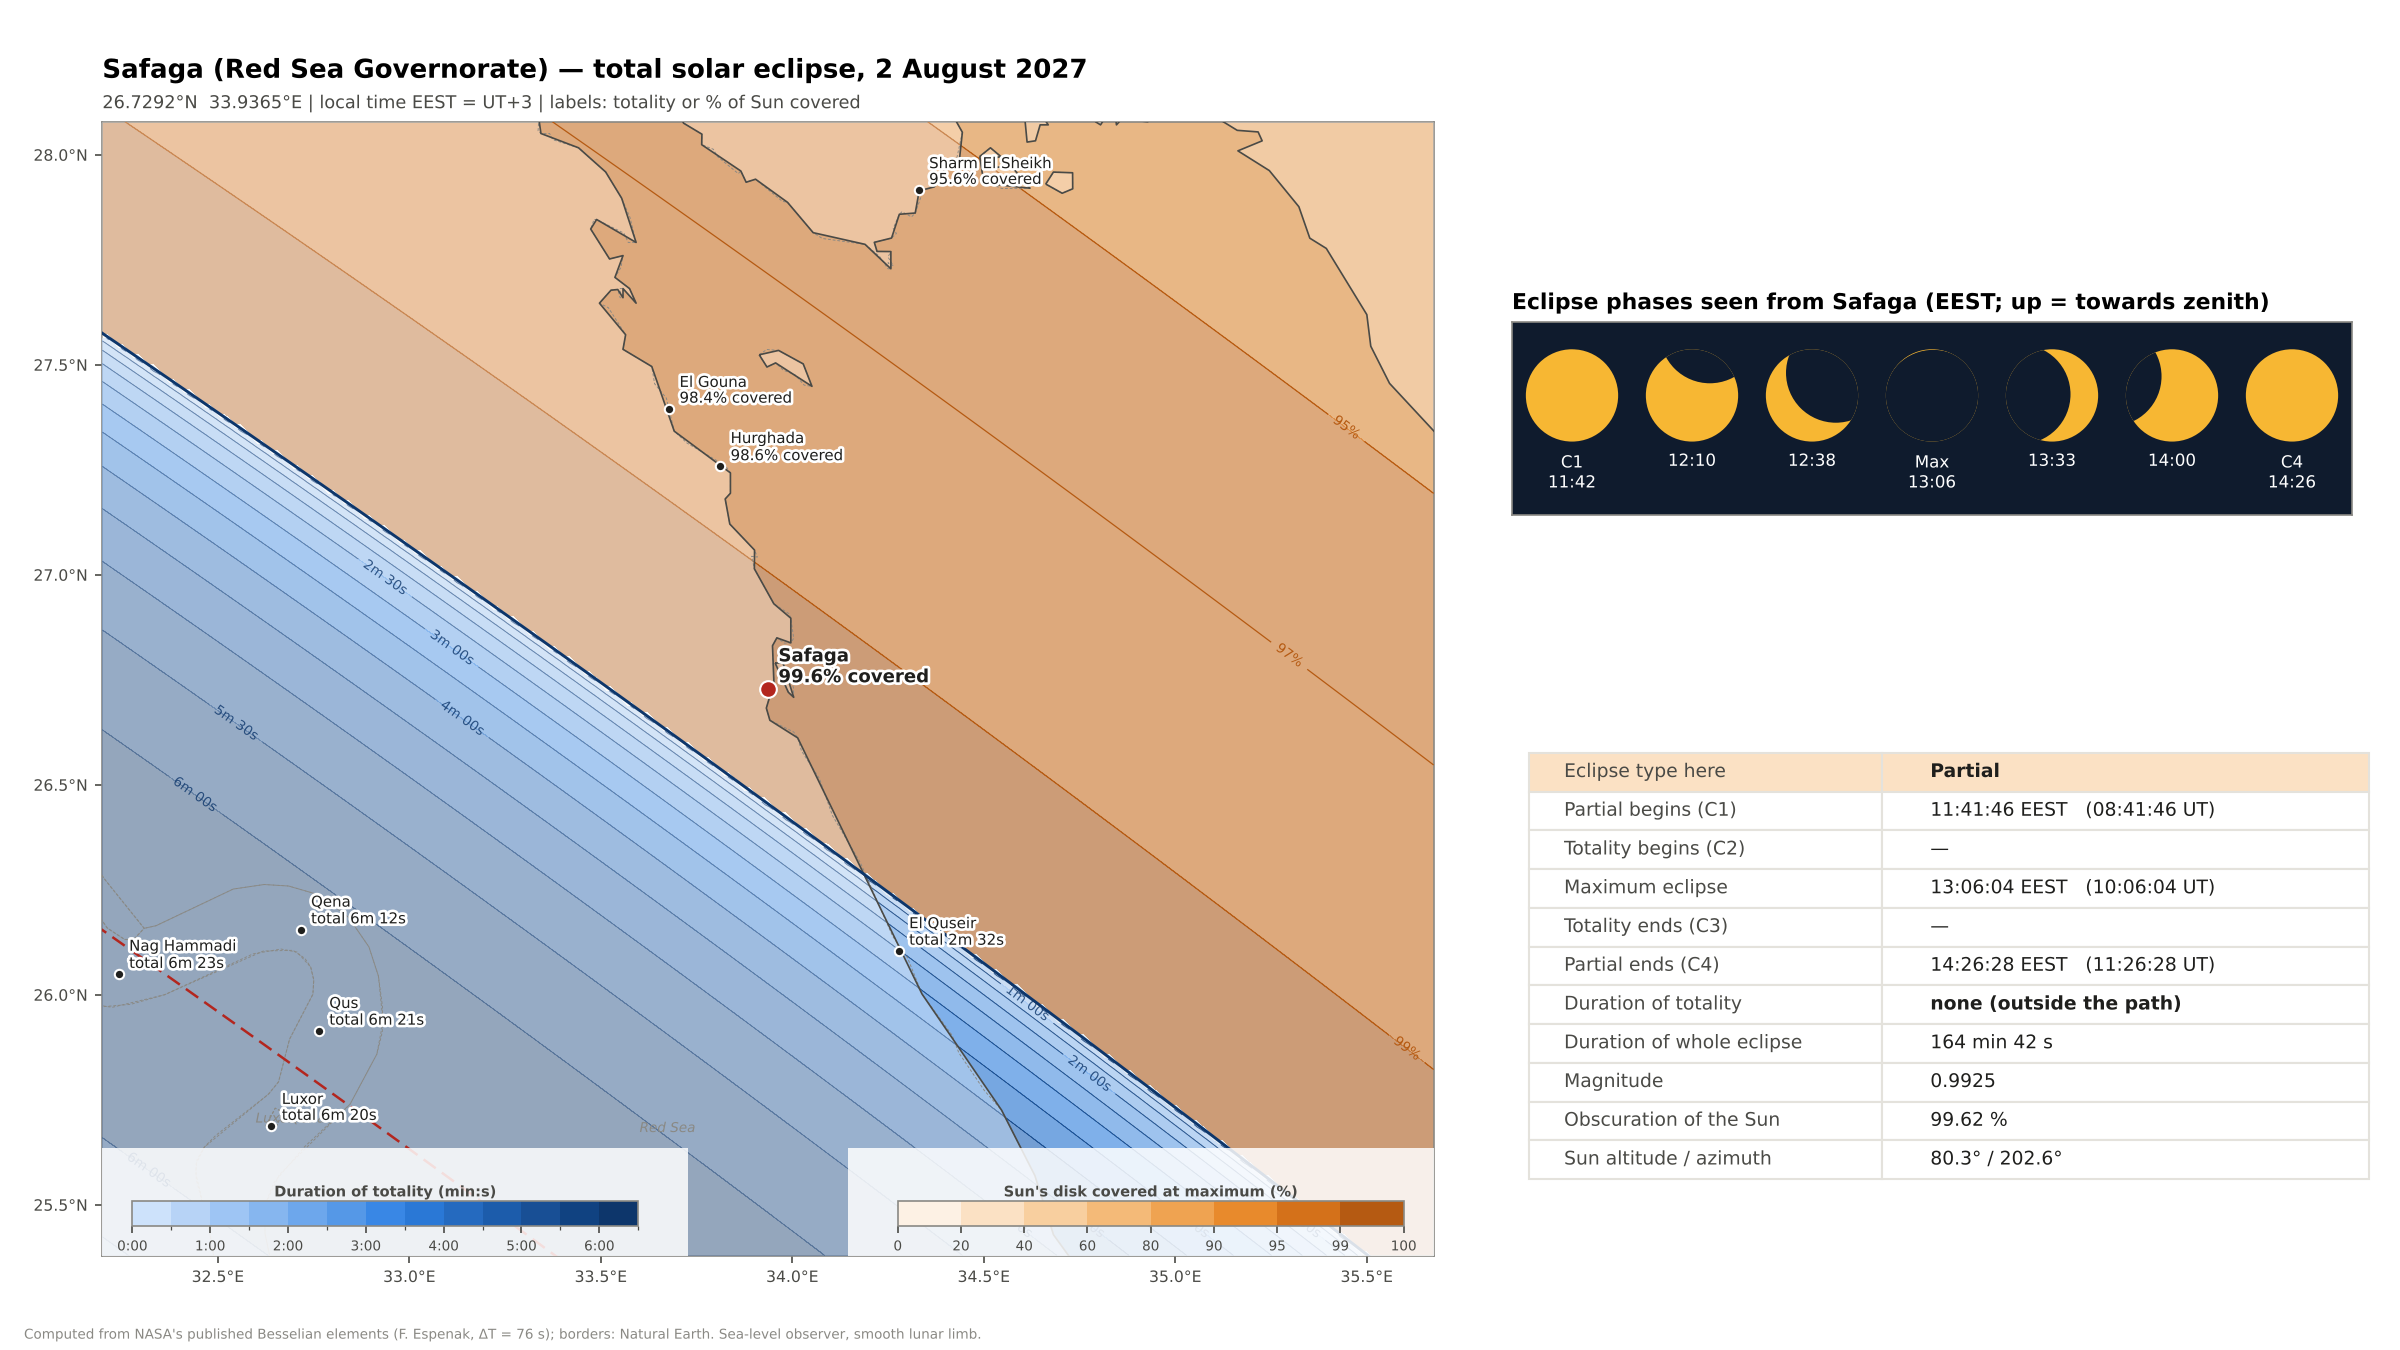 Safaga (Red Sea Governorate) — total solar eclipse, 2 August 2027
26.7292°N  33.9365°E | local time EEST = UT+3 | labels: totality or % of Sun covered
28.0°N
27.5°N
27.0°N
26.5°N
26.0°N
25.5°N
32.5°E
33.0°E
33.5°E
34.0°E
34.5°E
35.0°E
35.5°E
Sharm El Sheikh
95.6% covered
El Gouna
98.4% covered
Hurghada
98.6% covered
Safaga
99.6% covered
El Quseir
total 2m 32s
Qena
total 6m 12s
Nag Hammadi
total 6m 23s
Qus
total 6m 21s
Luxor
total 6m 20s
Red Sea
95%
97%
99%
2m 30s
3m 00s
4m 00s
5m 30s
6m 00s
1m 00s
2m 00s
6m 00s
Duration of totality (min:s)
0:00
1:00
2:00
3:00
4:00
5:00
6:00
Sun's disk covered at maximum (%)
0
20
40
60
80
90
95
99
100
Eclipse phases seen from Safaga (EEST; up = towards zenith)
C1
11:42
12:10
12:38
Max
13:06
13:33
14:00
C4
14:26
Eclipse type here Partial
Partial begins (C1) 11:41:46 EEST (08:41:46 UT)
Totality begins (C2) —
Maximum eclipse 13:06:04 EEST (10:06:04 UT)
Totality ends (C3) —
Partial ends (C4) 14:26:28 EEST (11:26:28 UT)
Duration of totality none (outside the path)
Duration of whole eclipse 164 min 42 s
Magnitude 0.9925
Obscuration of the Sun 99.62 %
Sun altitude / azimuth 80.3° / 202.6°
Computed from NASA's published Besselian elements (F. Espenak, ΔT = 76 s); borders: Natural Earth. Sea-level observer, smooth lunar limb.